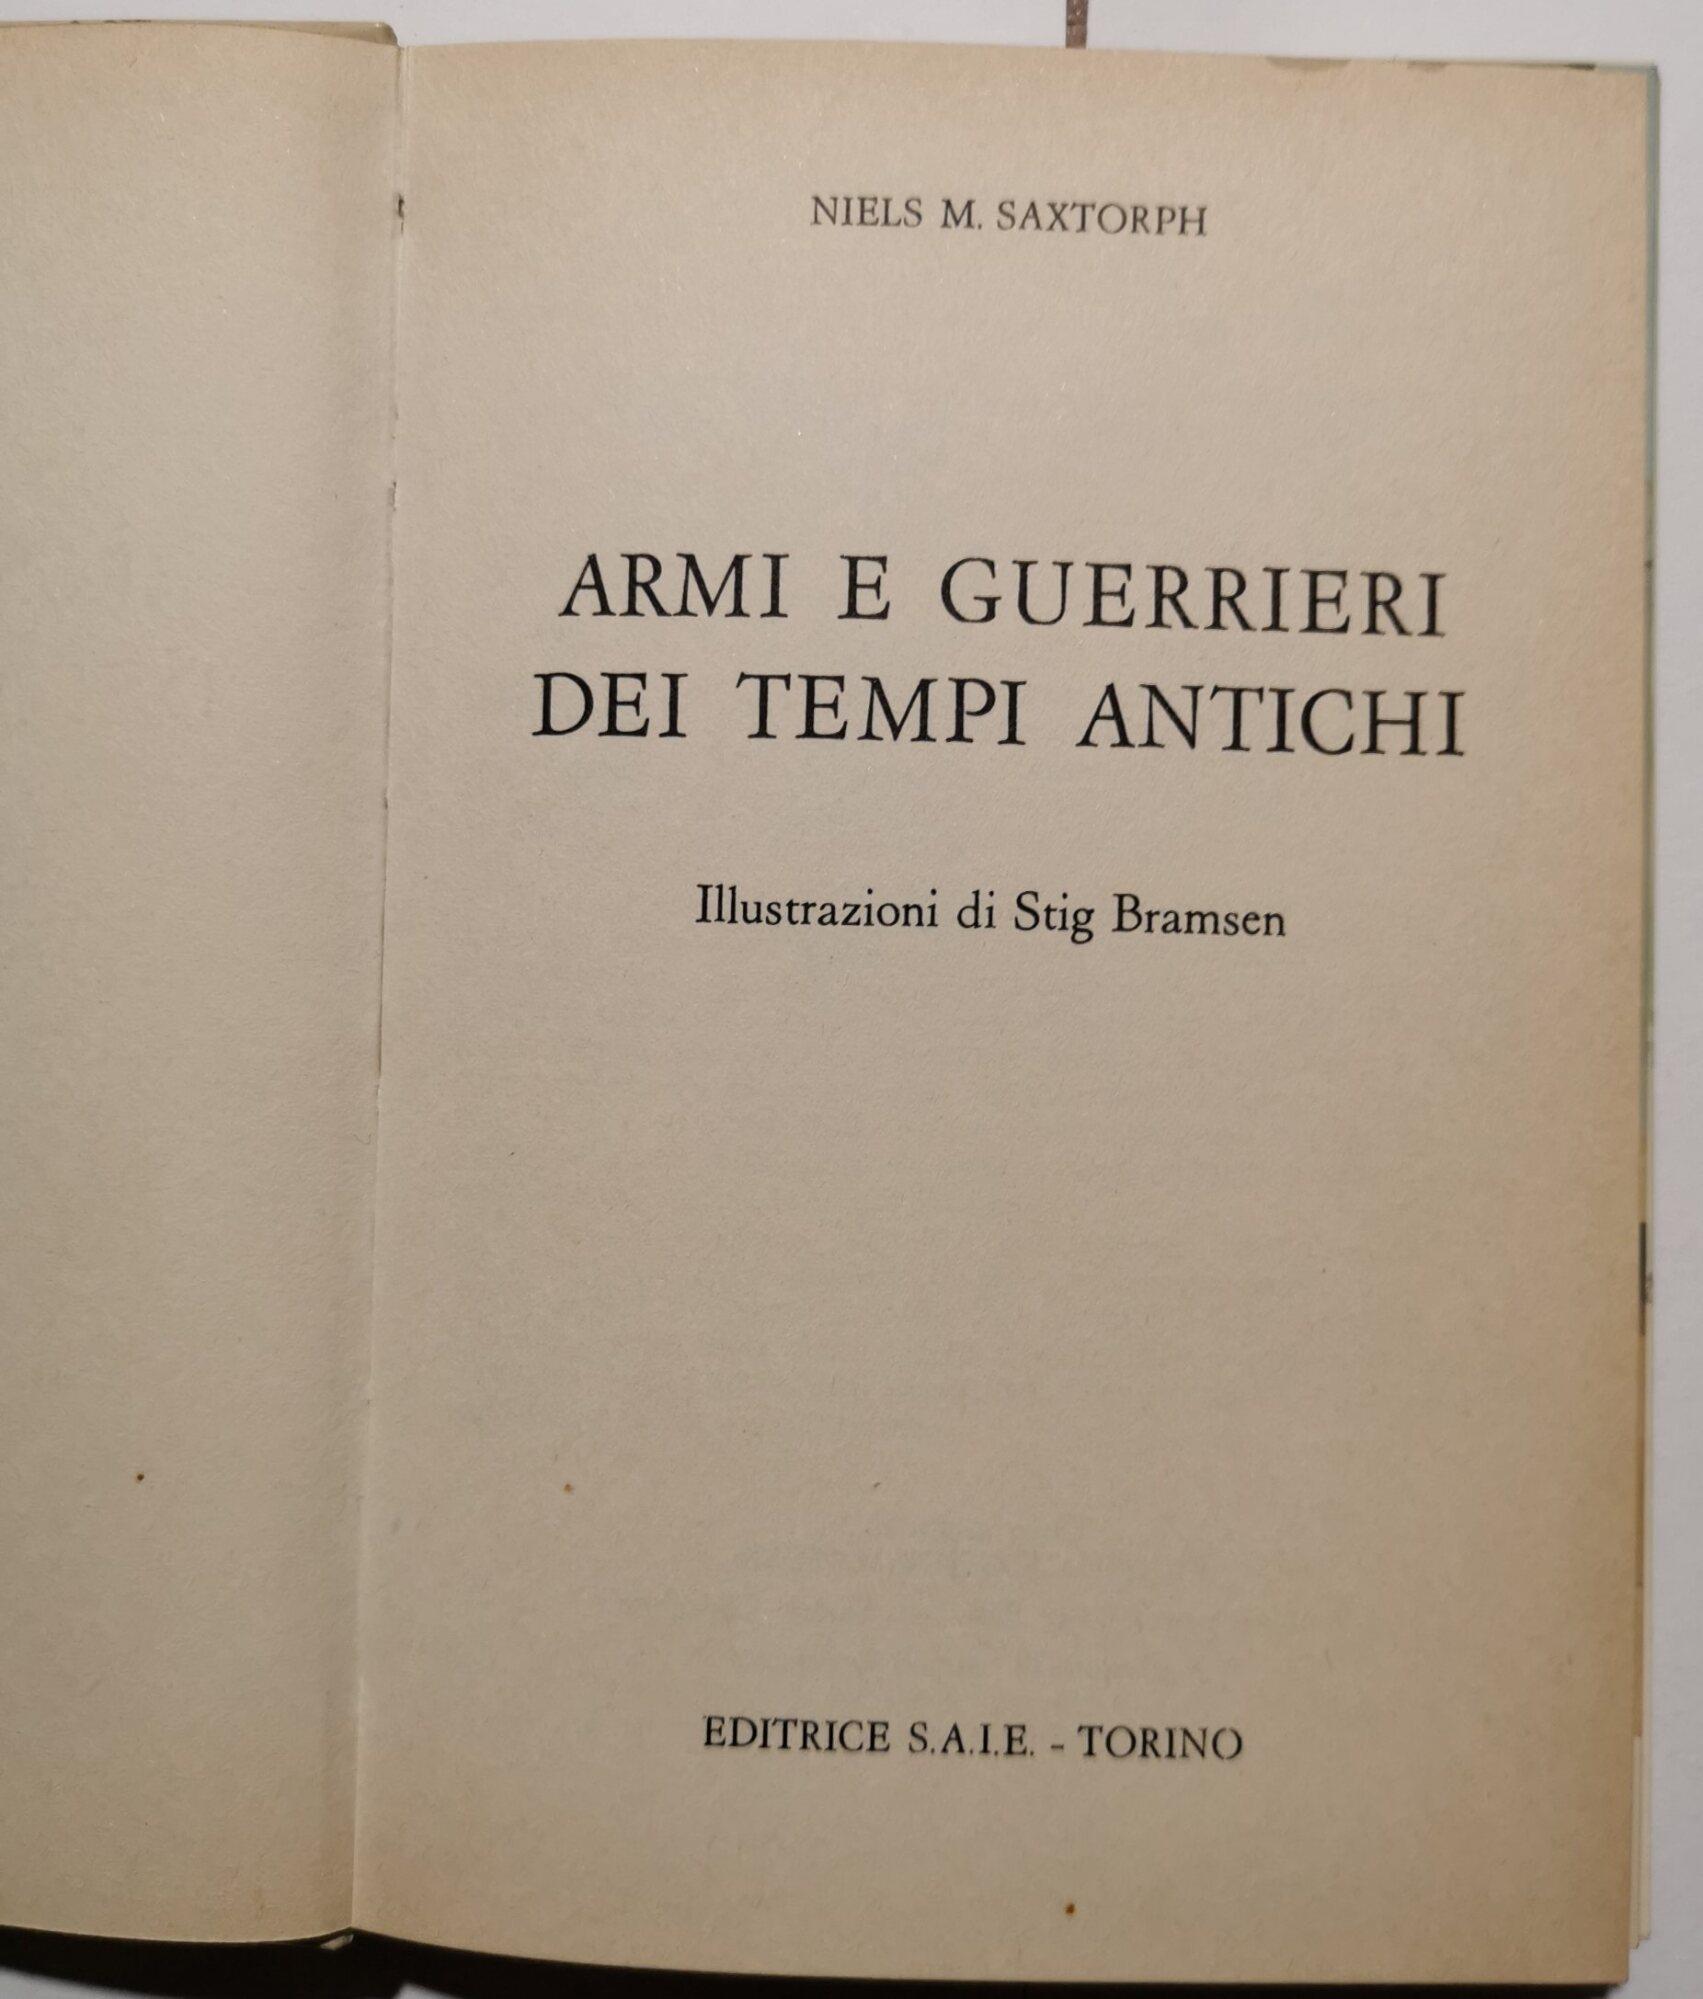 NIELS M. SAXTORPH
ARMI E GUERRIERI
DEI TEMPI ANTICHI
Illustrazioni di Stig Bramsen
EDITRICE S.A.I.E. - TORINO